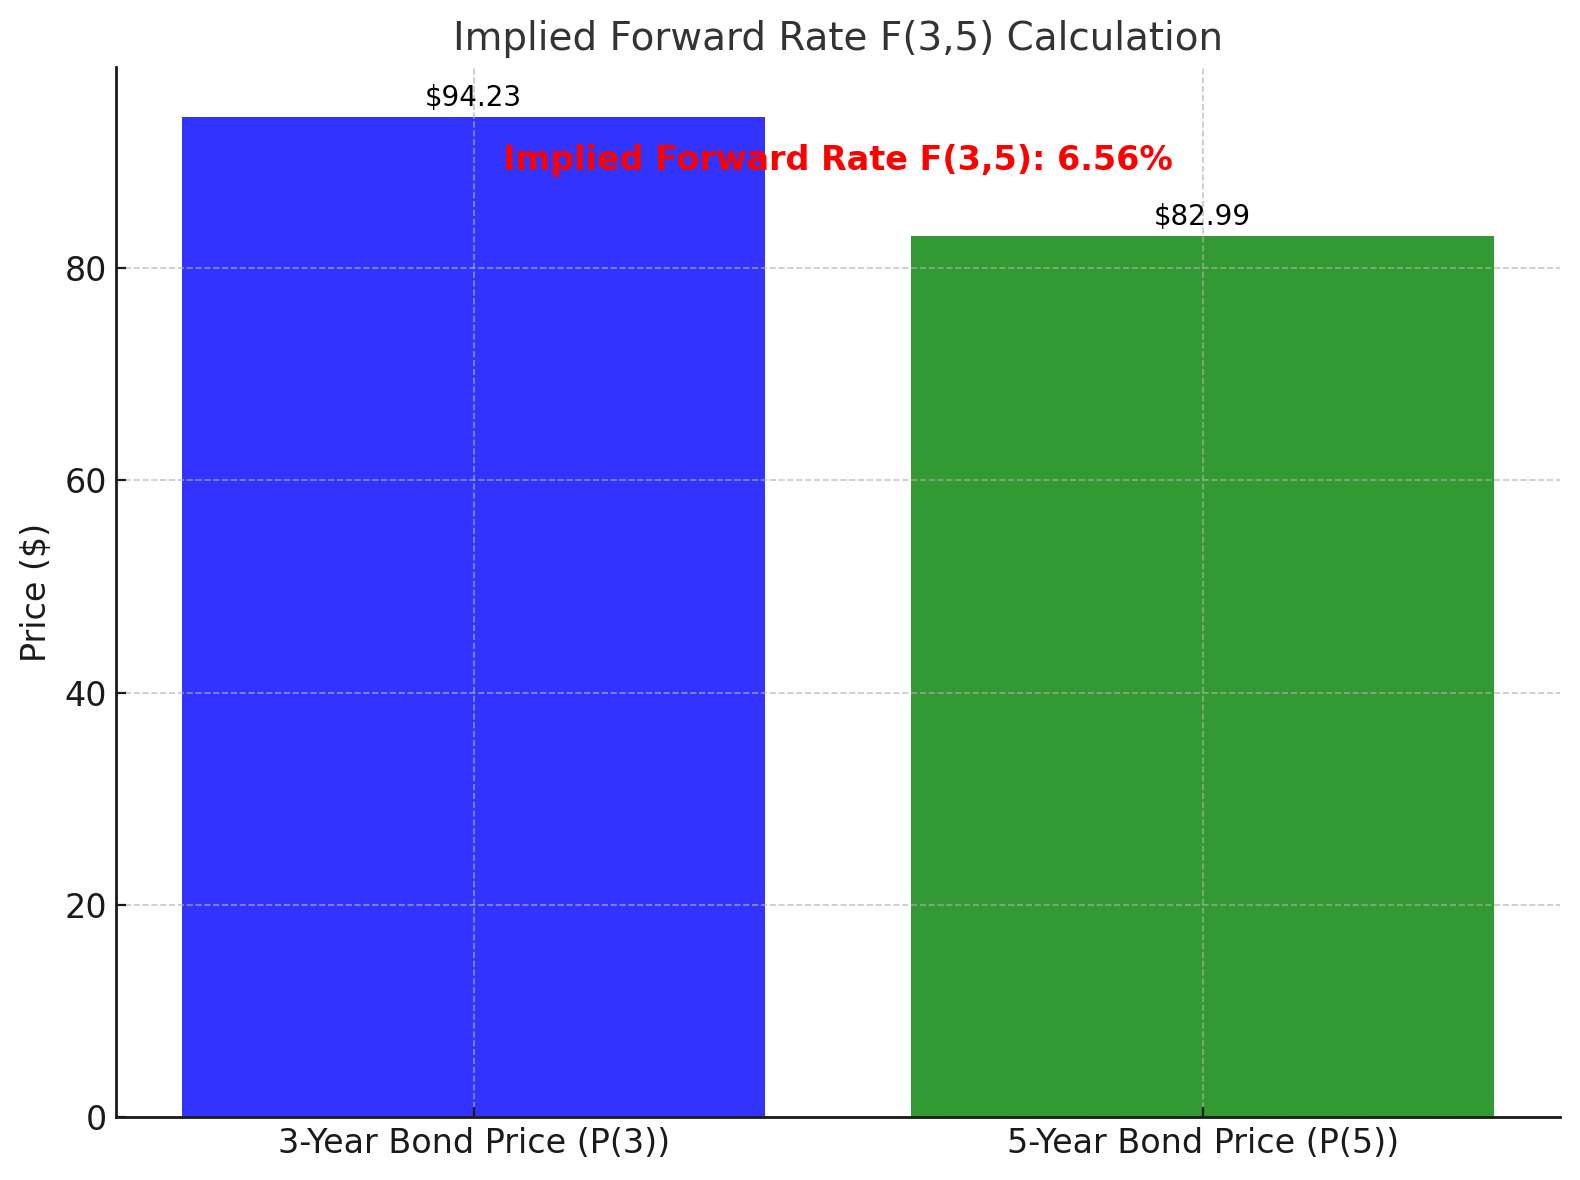 Implied Forward Rate F(3,5) Calculation
$94.23
Implied Forward Rate F(3,5): 6.56%
$82.99
80
60
40
20
0
Price ($)
3-Year Bond Price (P(3))
5-Year Bond Price (P(5))